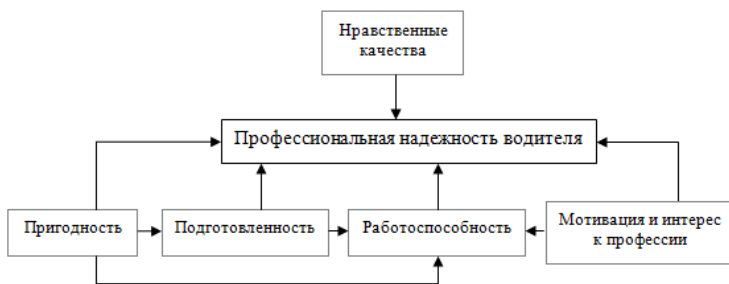 Нравственные
качества
Профессиональная надежность водителя
Пригодность
Подготовленность
Работоспособность
Мотивация и интерес
к профессии